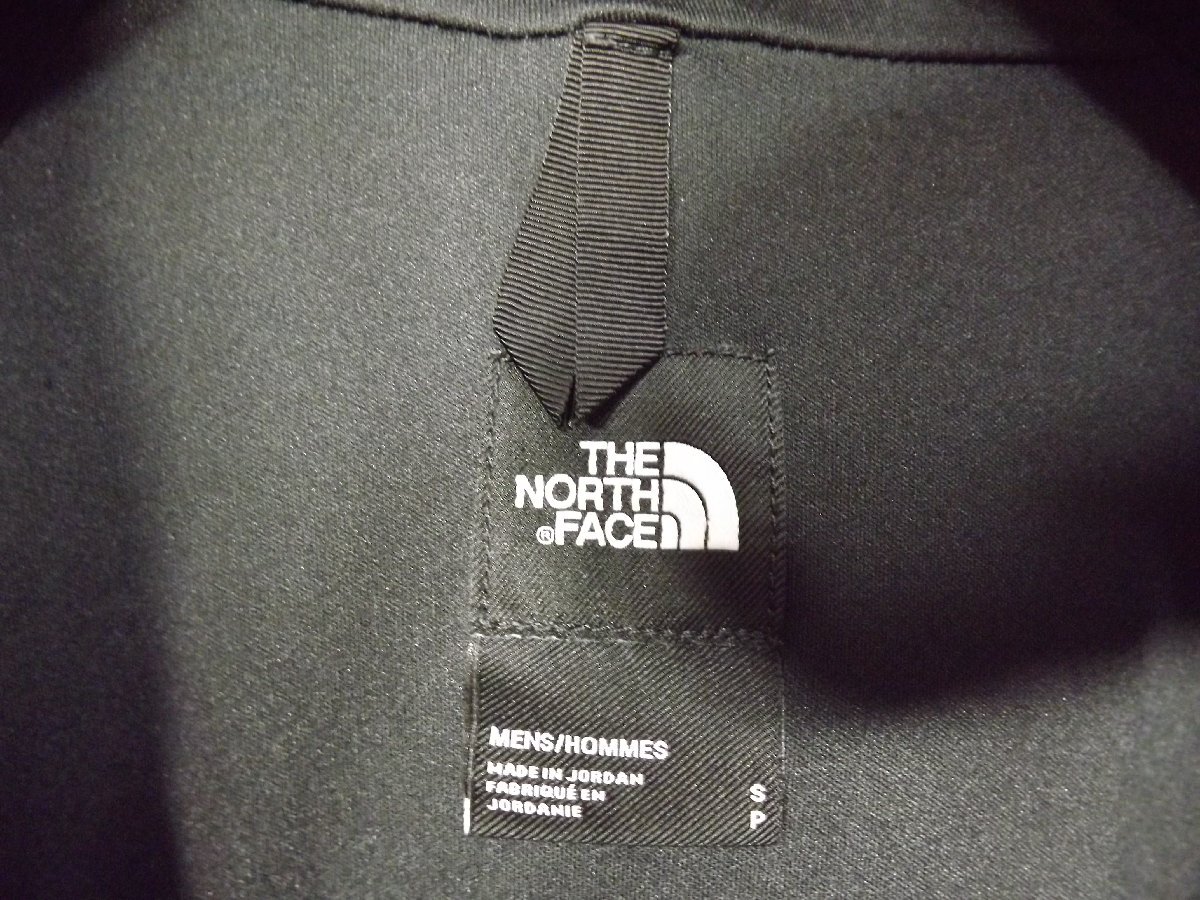 THE
NORTH
®FACE
MENS/HOMMES
MADE IN JORDAN
FABRIQUÉ EN
JORDANIE
S
P